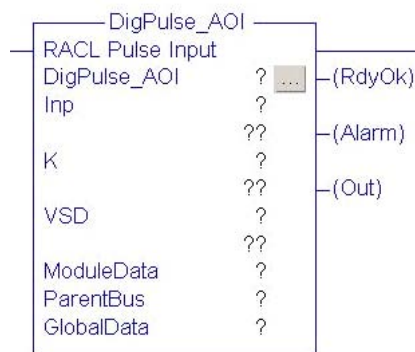 DigPulse_AOI
RACL Pulse Input
DigPulse_AOI ? ... (RdyOk)
Inp ?
?? (Alarm)
K ?
?? (Out)
VSD ?
??
ModuleData ?
ParentBus ?
GlobalData ?